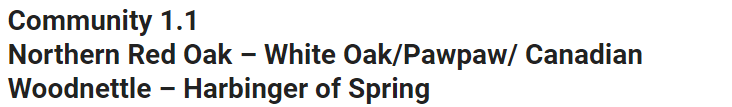 Community 1.1
Northern Red Oak – White Oak/Pawpaw/ Canadian
Woodnettle – Harbinger of Spring